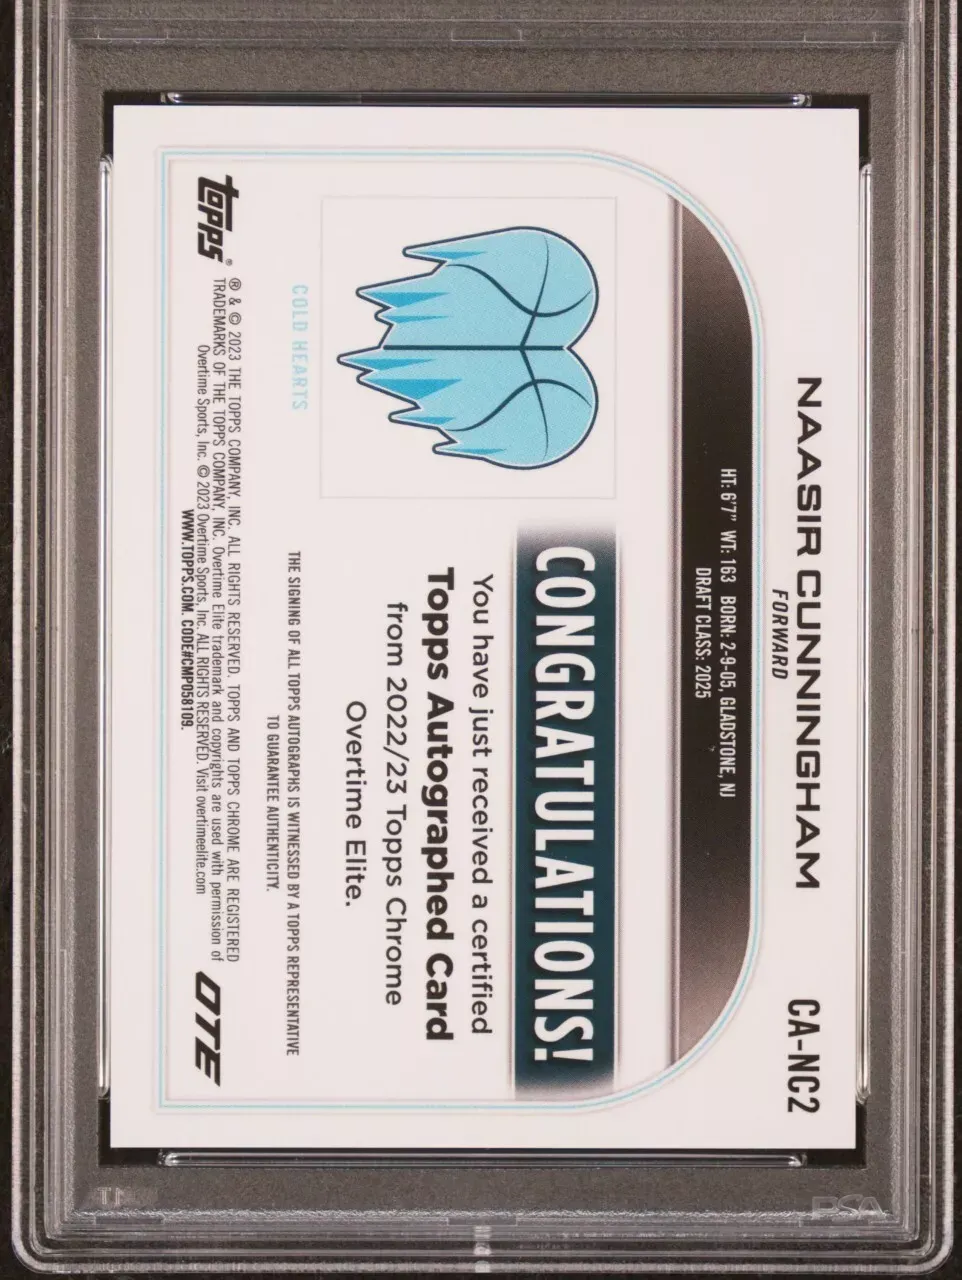 NAASIR CUNNINGHAM
CA-NC2
FORWARD
HT: 6'7" WT: 163 BORN: 2-9-05, GLADSTONE, NJ
DRAFT CLASS: 2025
COLD HEARTS
CONGRATULATIONS!
You have just received a certified
Topps Autographed Card
from 2022/23 Topps Chrome
Overtime Elite.
THE SIGNING OF ALL TOPPS AUTOGRAPHS IS WITNESSED BY A TOPPS REPRESENTATIVE
TO GUARANTEE AUTHENTICITY.
topps®
® & © 2023 THE TOPPS COMPANY, INC. ALL RIGHTS RESERVED. TOPPS AND TOPPS CHROME ARE REGISTERED
TRADEMARKS OF THE TOPPS COMPANY, INC. Overtime Elite trademark and copyrights are used with permission of
Overtime Sports, Inc. © 2023 Overtime Sports, Inc. ALL RIGHTS RESERVED. Visit overtimeelite.com
WWW.TOPPS.COM. CODE#CMP058109.
OTE
PSA